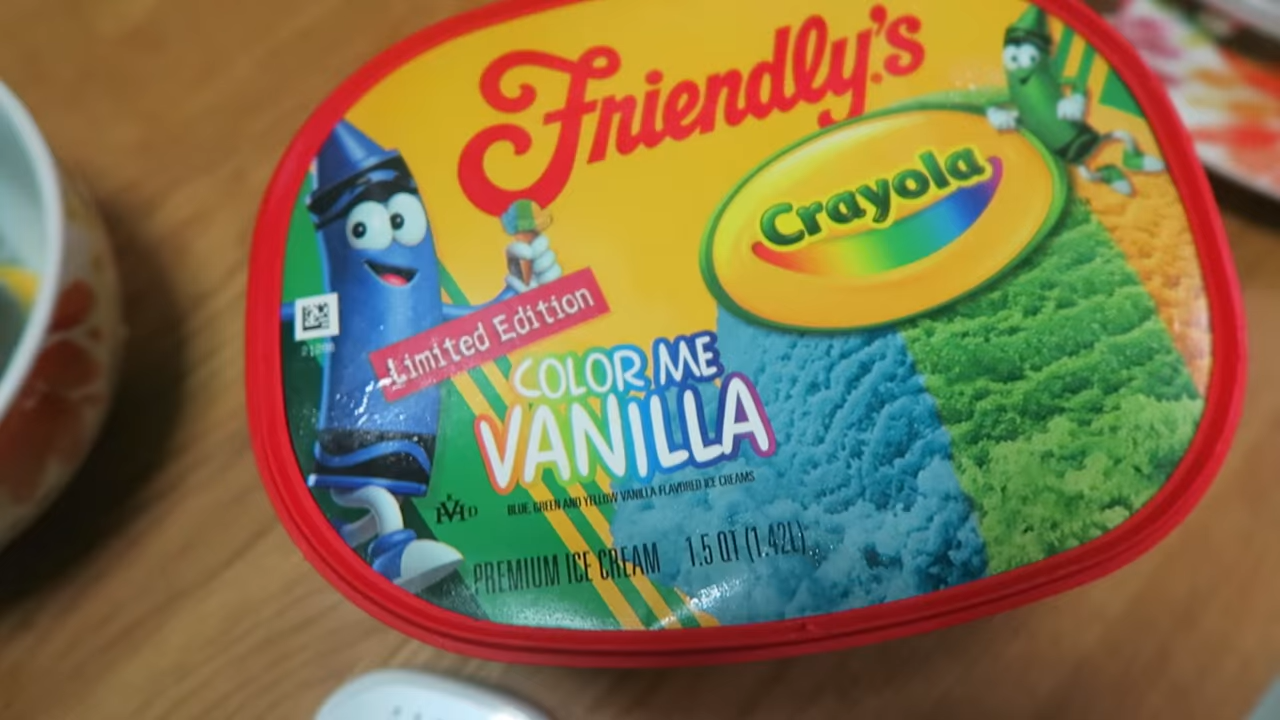 Friendly's
Crayola
Limited Edition
COLOR ME
VANILLA
BLUE, GREEN AND YELLOW VANILLA FLAVORED ICE CREAMS
PREMIUM ICE CREAM 1.5 QT (1.42L)